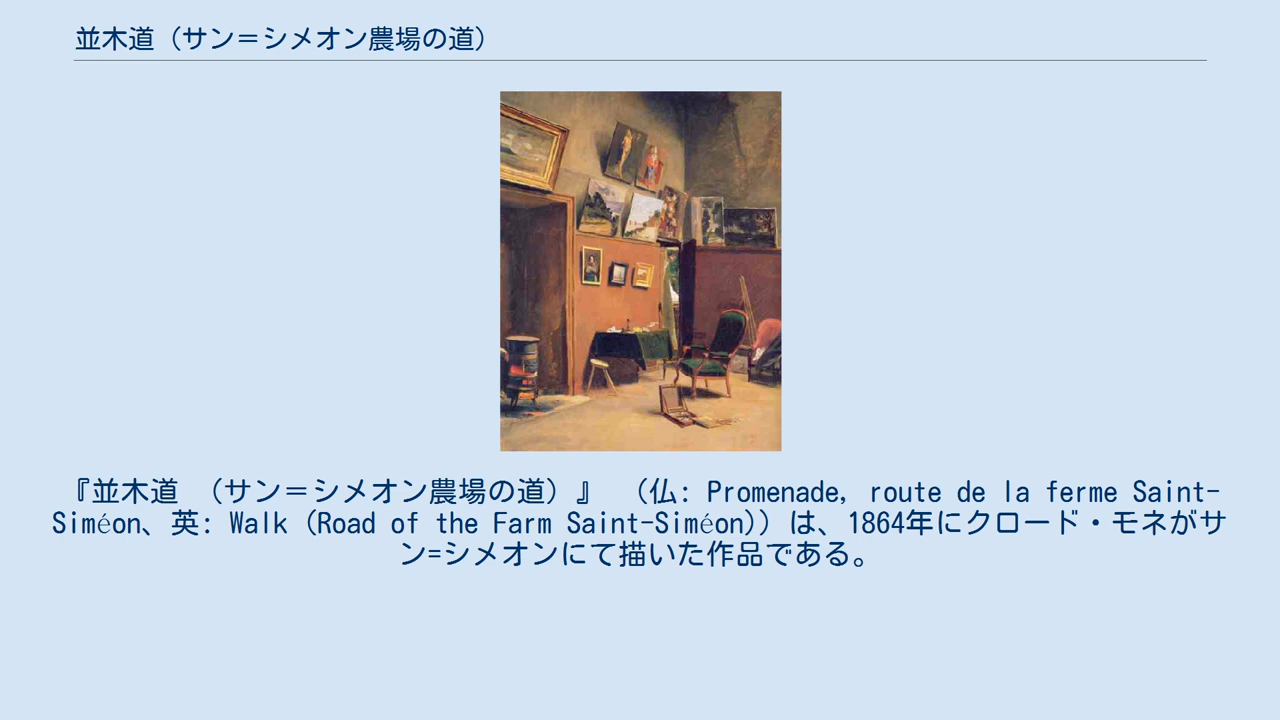 並木道（サン＝シメオン農場の道）
『並木道　（サン＝シメオン農場の道）』　（仏: Promenade, route de la ferme Saint-
Siméon、英: Walk (Road of the Farm Saint-Siméon)）は、1864年にクロード・モネがサ
ン=シメオンにて描いた作品である。